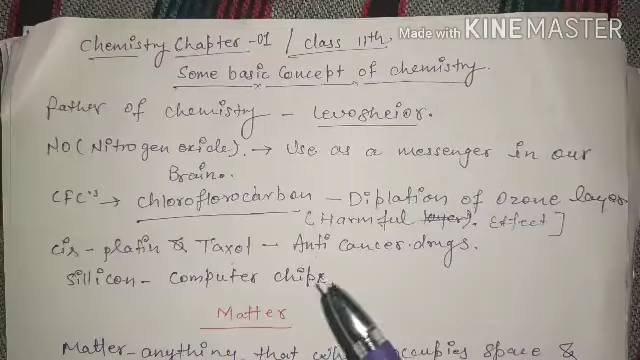 Made with KINEMASTER
Chemistry Chapter-01 / class 11th.
Some basic concept of chemistry.
Father of chemistry - Levosheior.
NO (Nitrogen oxide). → Use as a messenger in our
Brain.
CFC's → Chloroflorocarbon - Diplation of Ozone layer
[Harmful Effect]
cis-platin & Taxol - Anti cancer drugs.
Sillicon - Computer chips
Matter
Matter - anything that occupies space &